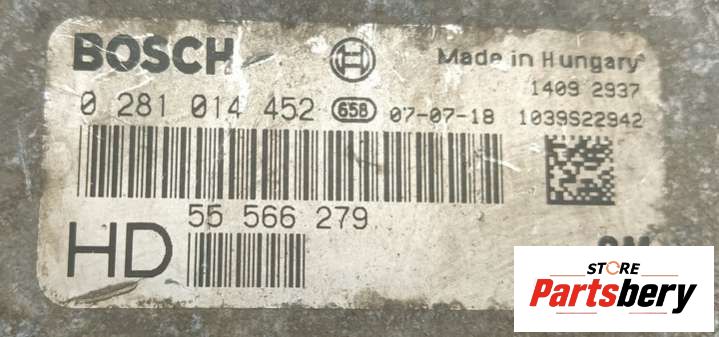 BOSCH
Made in Hungary
1409 2937
0 281 014 452 658 07-07-18 1039S22942
55 566 279
HD
STORE
Partsbery